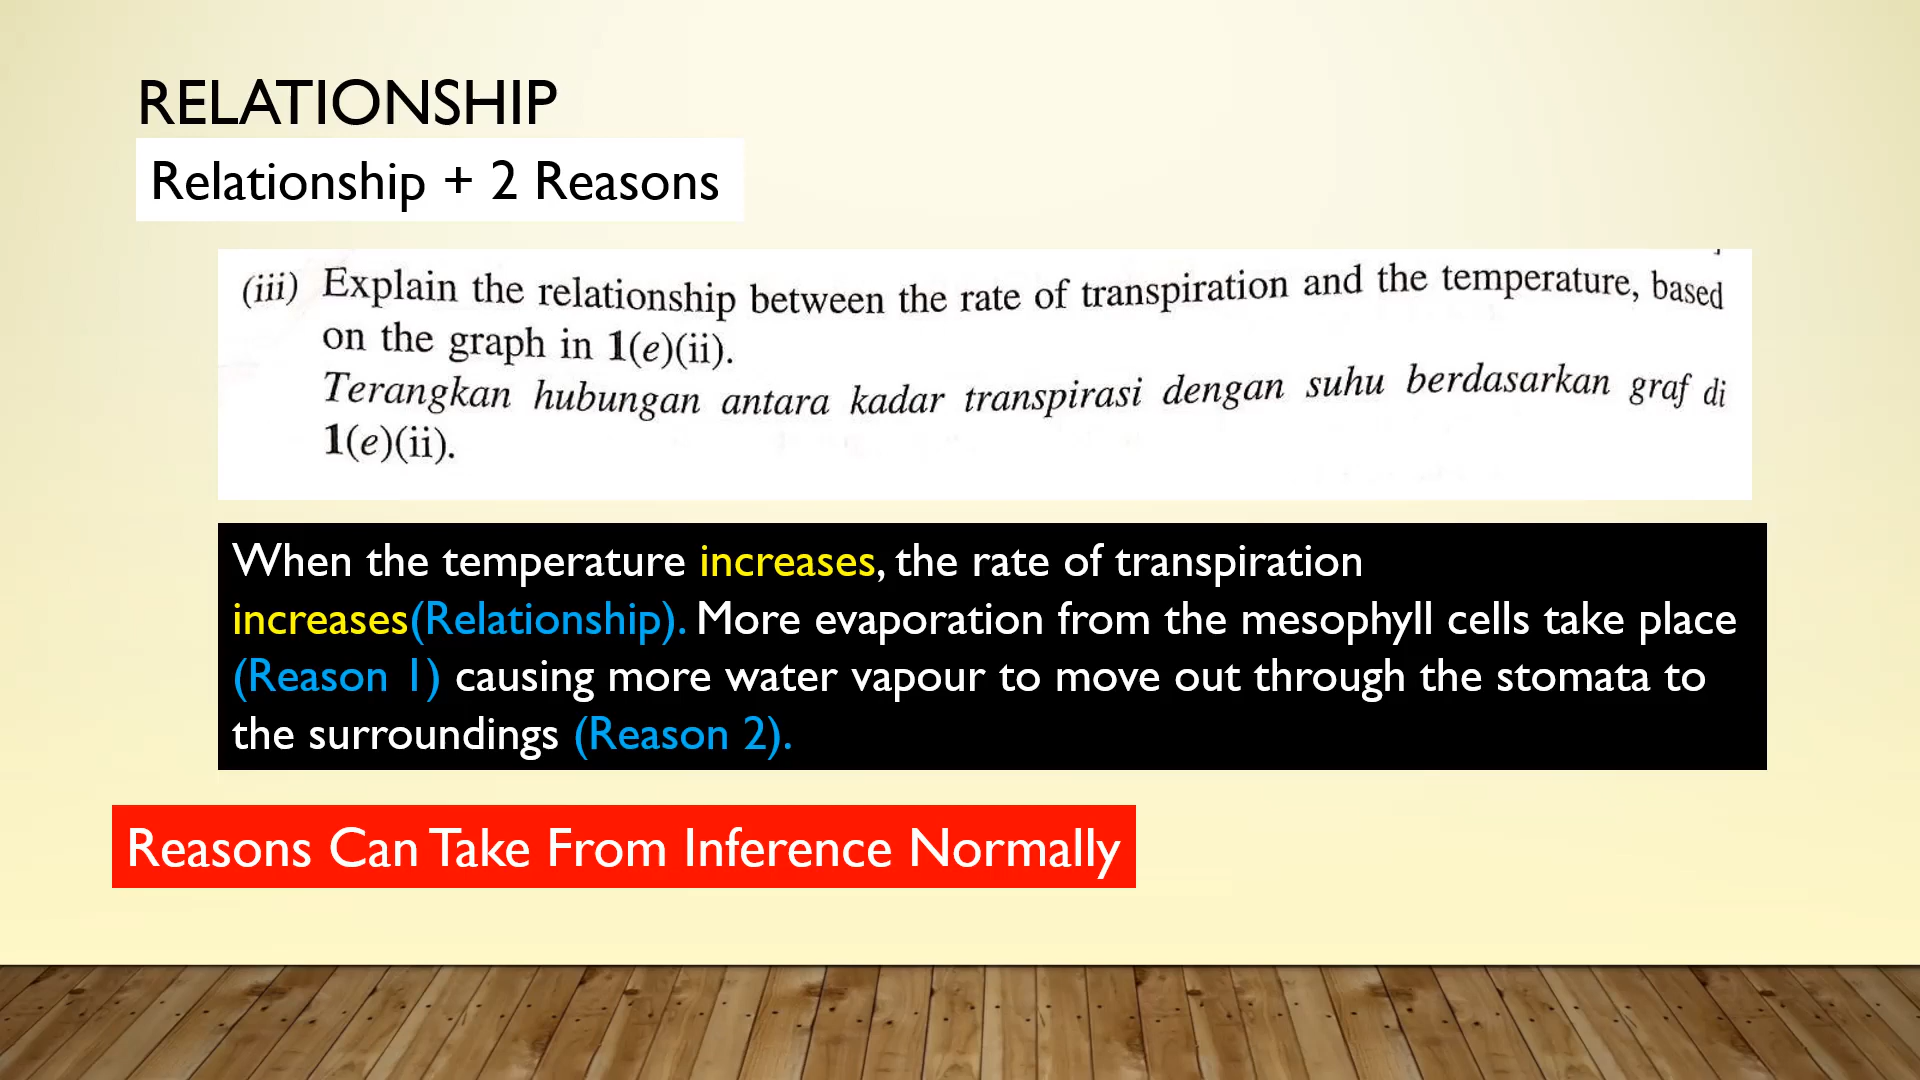 RELATIONSHIP
Relationship + 2 Reasons
(iii) Explain the relationship between the rate of transpiration and the temperature, based
on the graph in 1(e)(ii).
Terangkan hubungan antara kadar transpirasi dengan suhu berdasarkan graf di
1(e)(ii).
When the temperature increases, the rate of transpiration
increases(Relationship). More evaporation from the mesophyll cells take place
(Reason 1) causing more water vapour to move out through the stomata to
the surroundings (Reason 2).
Reasons Can Take From Inference Normally